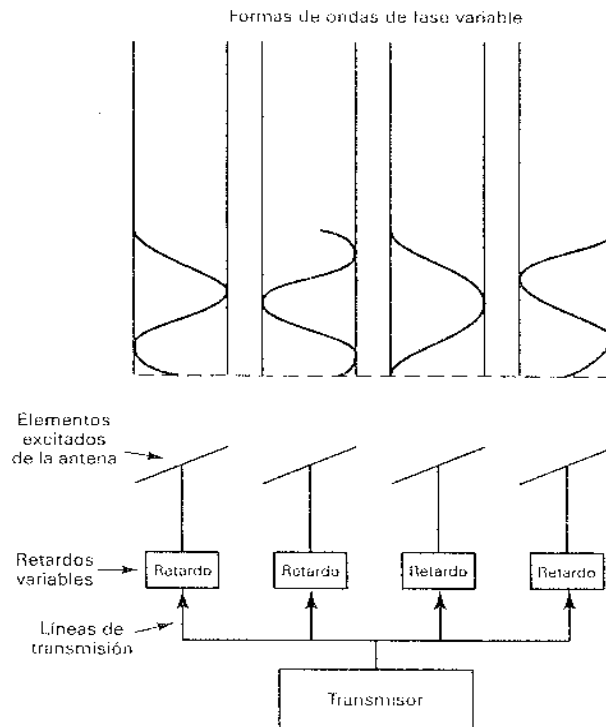 Formas de ondas de fase variable
Elementos
excitados
de la antena
Retardos
variables
Retardo
Retardo
Retardo
Retardo
Líneas de
transmisión
Transmisor